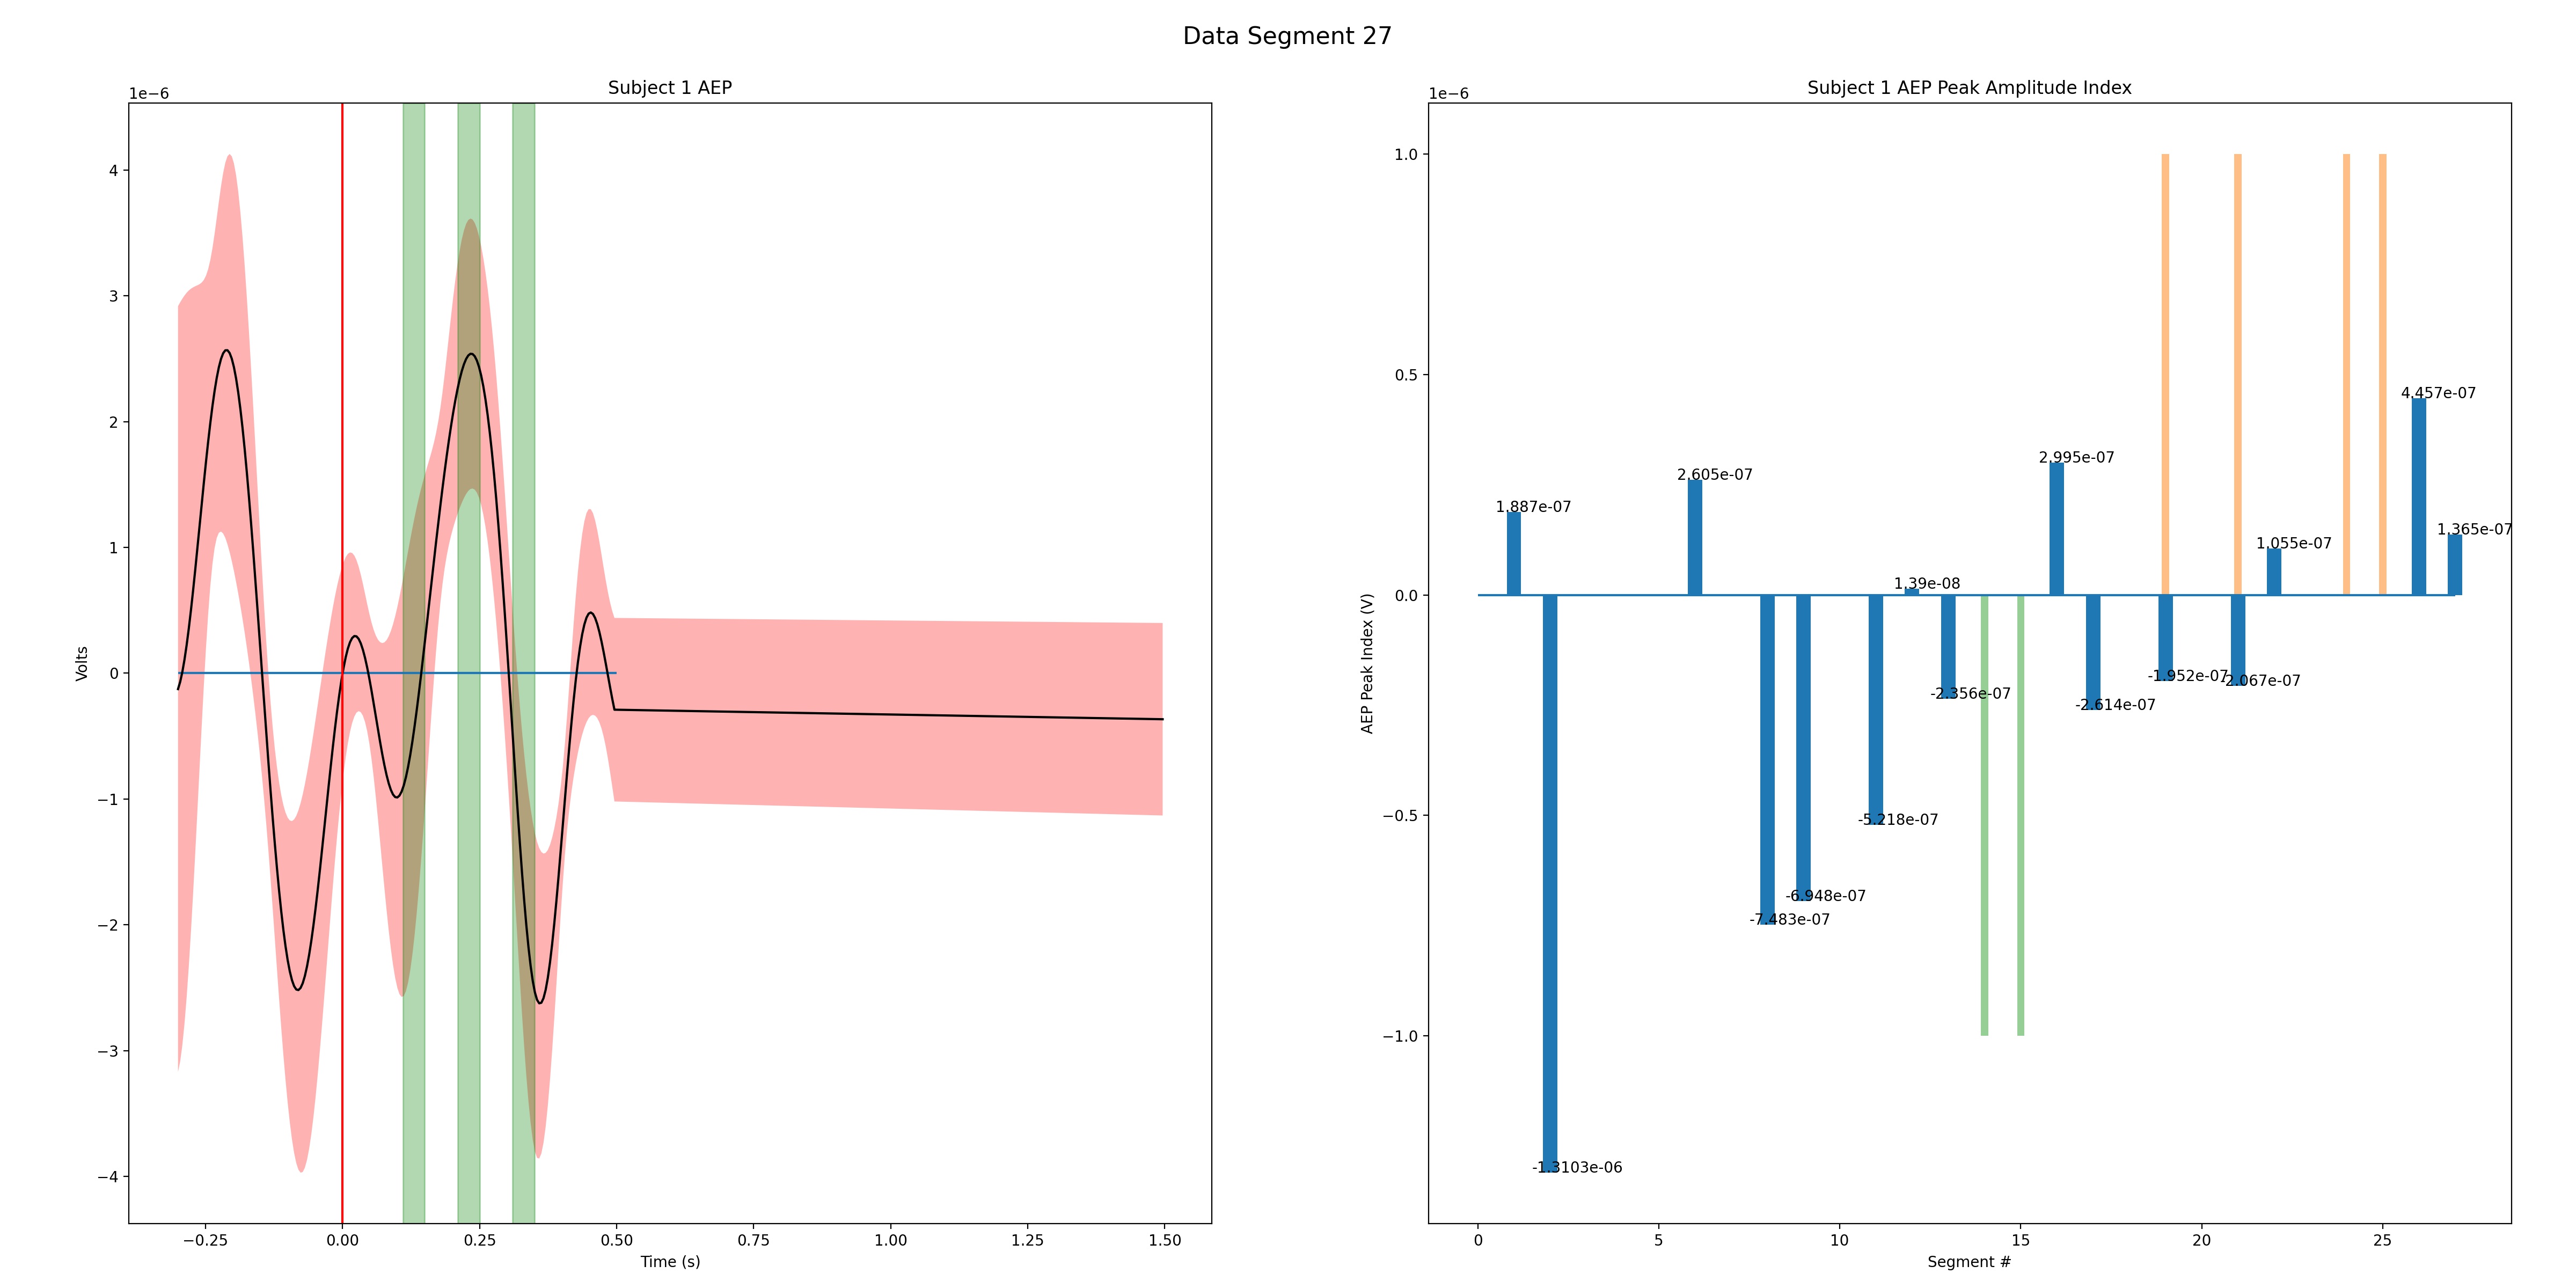 Data Segment 27
Subject 1 AEP
1e−6
4
3
2
1
0
−1
−2
−3
−4
Volts
−0.25 0.00 0.25 0.50 0.75 1.00 1.25 1.50
Time (s)
Subject 1 AEP Peak Amplitude Index
1e−6
1.0
0.5
0.0
−0.5
−1.0
AEP Peak Index (V)
1.887e-07
-1.3103e-06
2.605e-07
-7.483e-07
-6.948e-07
-5.218e-07
1.39e-08
-2.356e-07
2.995e-07
-2.614e-07
-1.952e-07
-2.067e-07
1.055e-07
4.457e-07
1.365e-07
0 5 10 15 20 25
Segment #